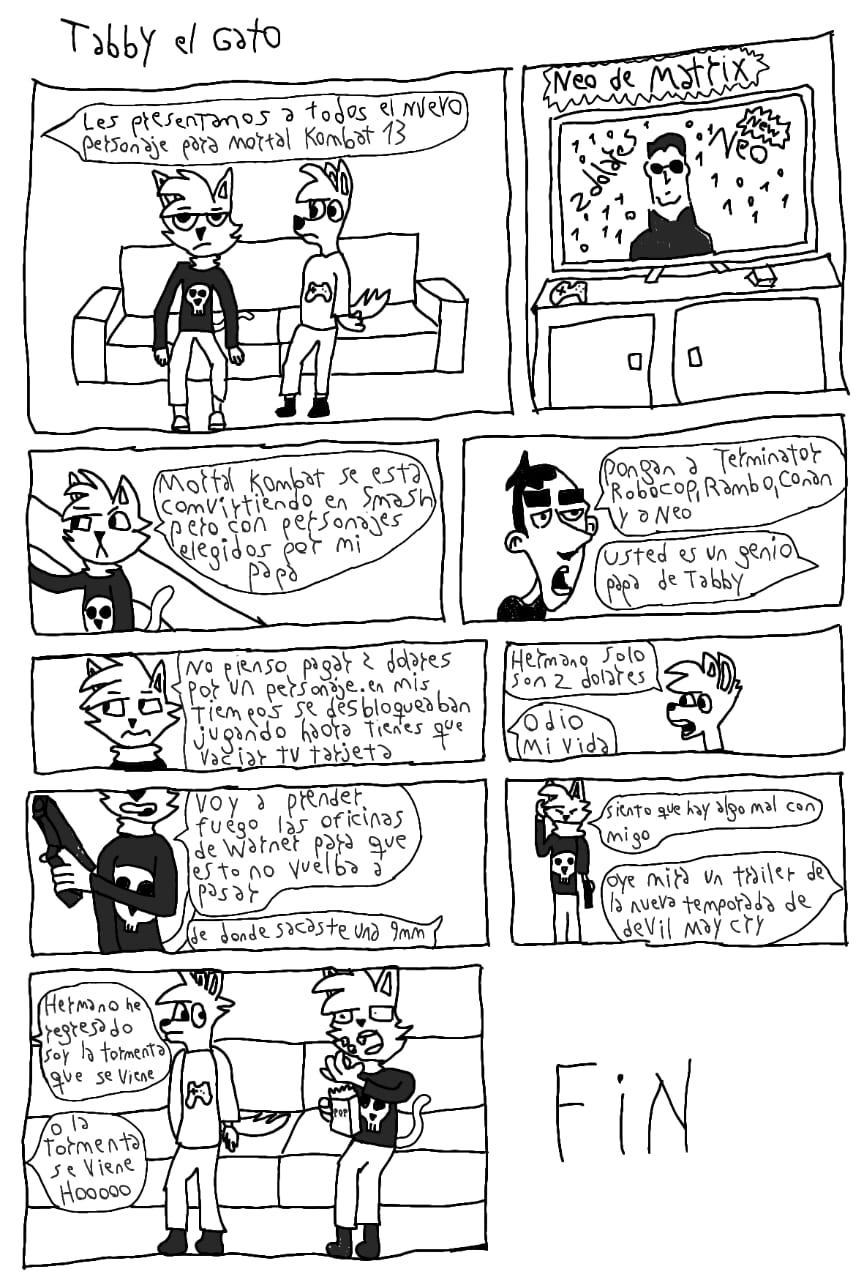 Tabby el Gato
Les presentamos a todos el nuevo
personaje para Mortal Kombat 13
Neo de Matrix
New
Neo
2 dolares
Mortal Kombat se esta
comvirtiendo en Smash
pero con personajes
elegidos por mi
papa
pongan a Terminator
Robocop, Rambo, Conan
y a Neo
usted es un genio
papa de Tabby
No pienso pagar 2 dolares
por un personaje.en mis
tiempos se desbloqueaban
jugando haora tienes que
vaciar tu tarjeta
Hermano solo
son 2 dolares
Odio
Mi vida
voy a prender
fuego las oficinas
de Warner para que
esto no vuelba a
pasar
de donde sacaste una 9mm
siento que hay algo mal con
migo
oye mira un trailer de
la nueva temporada de
devil may cry
Hermano he
regresado
soy la tormenta
que se viene
o la
tormenta
se viene
Hooooo
POP
FiN